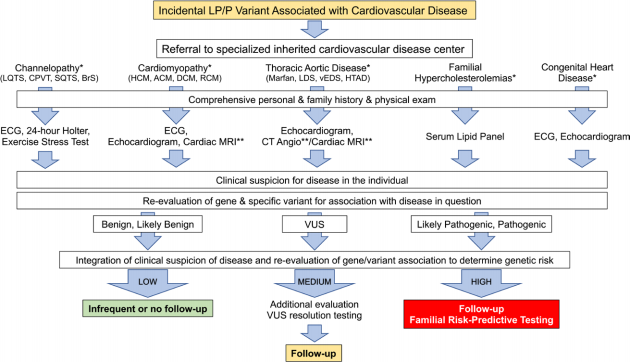 Incidental LP/P Variant Associated with Cardiovascular Disease
Referral to specialized inherited cardiovascular disease center
Channelopathy*
(LQTS, CPVT, SQTS, BrS)
Cardiomyopathy*
(HCM, ACM, DCM, RCM)
Thoracic Aortic Disease*
(Marfan, LDS, vEDS, HTAD)
Familial
Hypercholesterolemias*
Congenital Heart
Disease*
Comprehensive personal & family history & physical exam
ECG, 24-hour Holter,
Exercise Stress Test
ECG,
Echocardiogram, Cardiac MRI**
Echocardiogram,
CT Angio**/Cardiac MRI**
Serum Lipid Panel
ECG, Echocardiogram
Clinical suspicion for disease in the individual
Re-evaluation of gene & specific variant for association with disease in question
Benign, Likely Benign
VUS
Likely Pathogenic, Pathogenic
Integration of clinical suspicion of disease and re-evaluation of gene/variant association to determine genetic risk
LOW
MEDIUM
HIGH
Infrequent or no follow-up
Additional evaluation
VUS resolution testing
Follow-up
Familial Risk-Predictive Testing
Follow-up